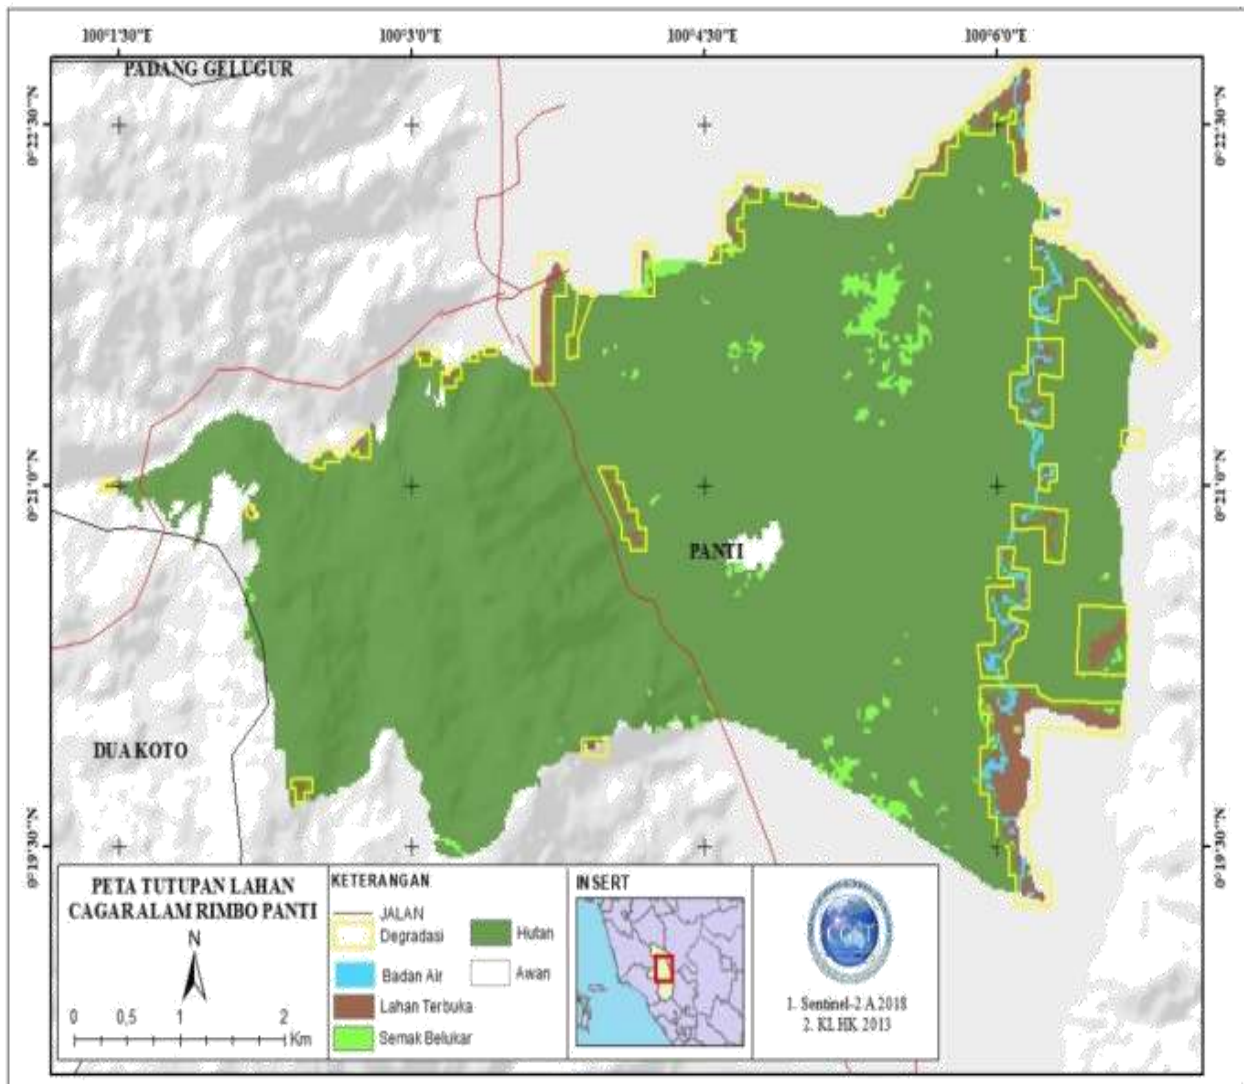 100°1'30"E 100°3'0"E 100°4'30"E 100°6'0"E
PADANG GELUGUR
0°22'30"N 0°22'30"N
0°21'0"N 0°21'0"N
PANTI
DUA KOTO
0°19'30"N 0°19'30"N
PETA TUTUPAN LAHAN
CAGAR ALAM RIMBO PANTI
N
0 0,5 1 2
Km
KETERANGAN
JALAN
Degradasi
Badan Air
Lahan Terbuka
Semak Belukar
Hutan
Awan
INSERT
1. Sentinel-2 A 2018
2. KLHK 2013